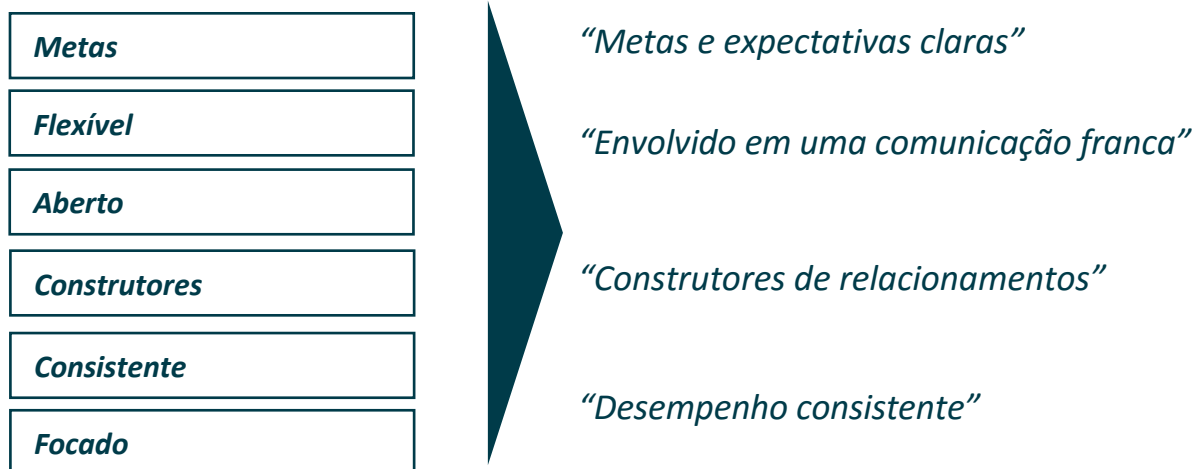 Metas
Flexível
Aberto
Construtores
Consistente
Focado
“Metas e expectativas claras”
“Envolvido em uma comunicação franca”
“Construtores de relacionamentos”
“Desempenho consistente”